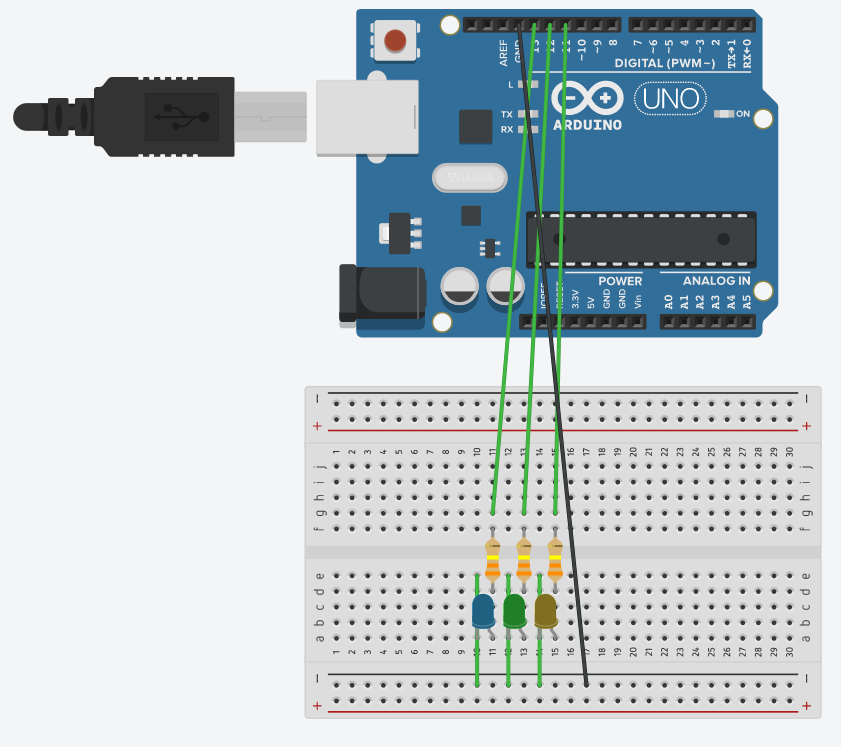 AREF
GND
13
12
11
~10
~9
8
7
~6
~5
4
~3
2
TX→1
RX←0
DIGITAL (PWM~)
L
TX
RX
ARDUINO
UNO
ON
IOREF
RESET
3.3V
5V
GND
GND
Vin
POWER
ANALOG IN
A0
A1
A2
A3
A4
A5
− −
+ +
1 2 3 4 5 6 7 8 9 10 11 12 13 14 15 16 17 18 19 20 21 22 23 24 25 26 27 28 29 30
j j
i i
h h
g g
f f
e e
d d
c c
b b
a a
1 2 3 4 5 6 7 8 9 10 11 12 13 14 15 16 17 18 19 20 21 22 23 24 25 26 27 28 29 30
− −
+ +